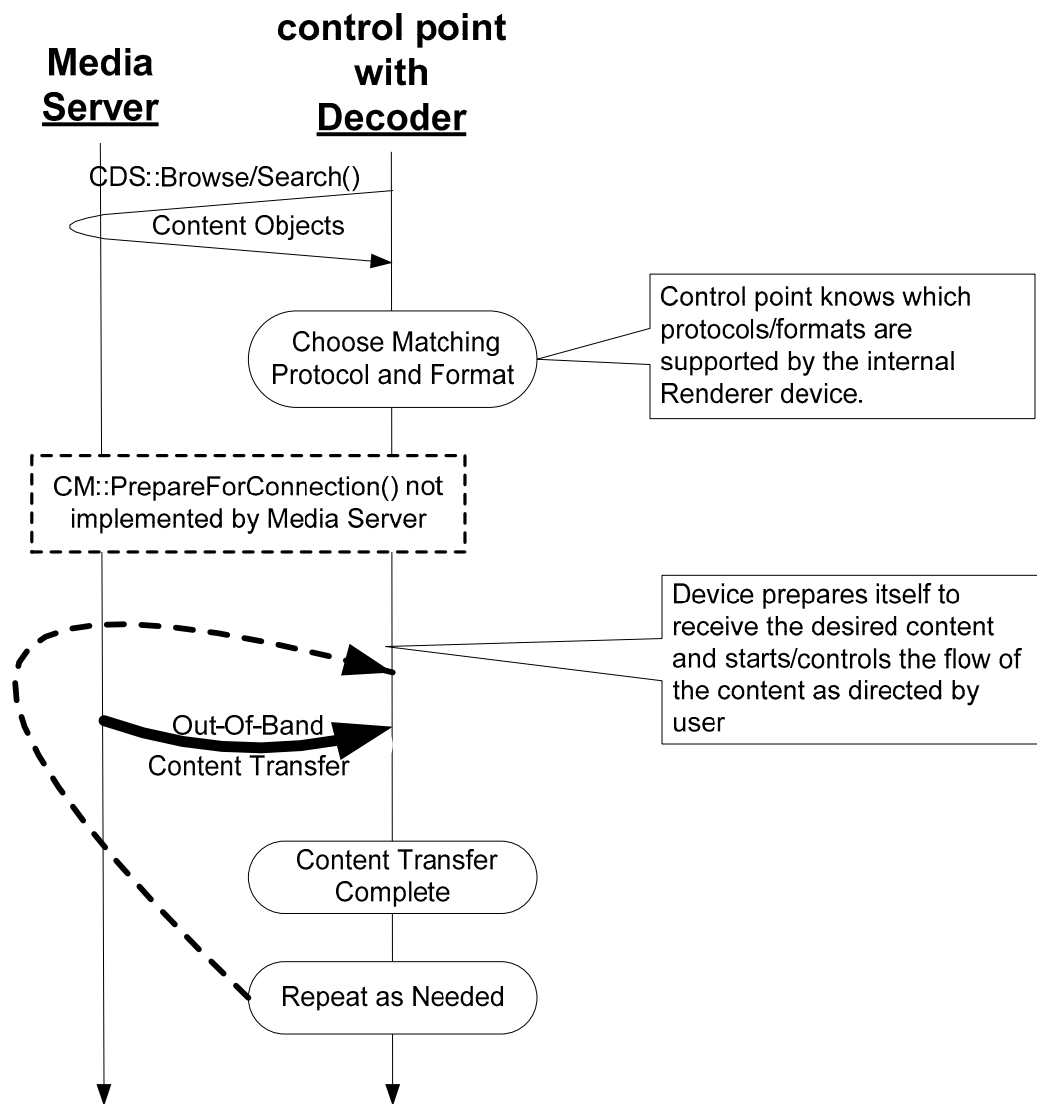 Media
Server
control point
with
Decoder
CDS::Browse/Search()
Content Objects
Choose Matching
Protocol and Format
Control point knows which
protocols/formats are
supported by the internal
Renderer device.
CM::PrepareForConnection() not
implemented by Media Server
Device prepares itself to
receive the desired content
and starts/controls the flow of
the content as directed by
user
Out-Of-Band
Content Transfer
Content Transfer
Complete
Repeat as Needed